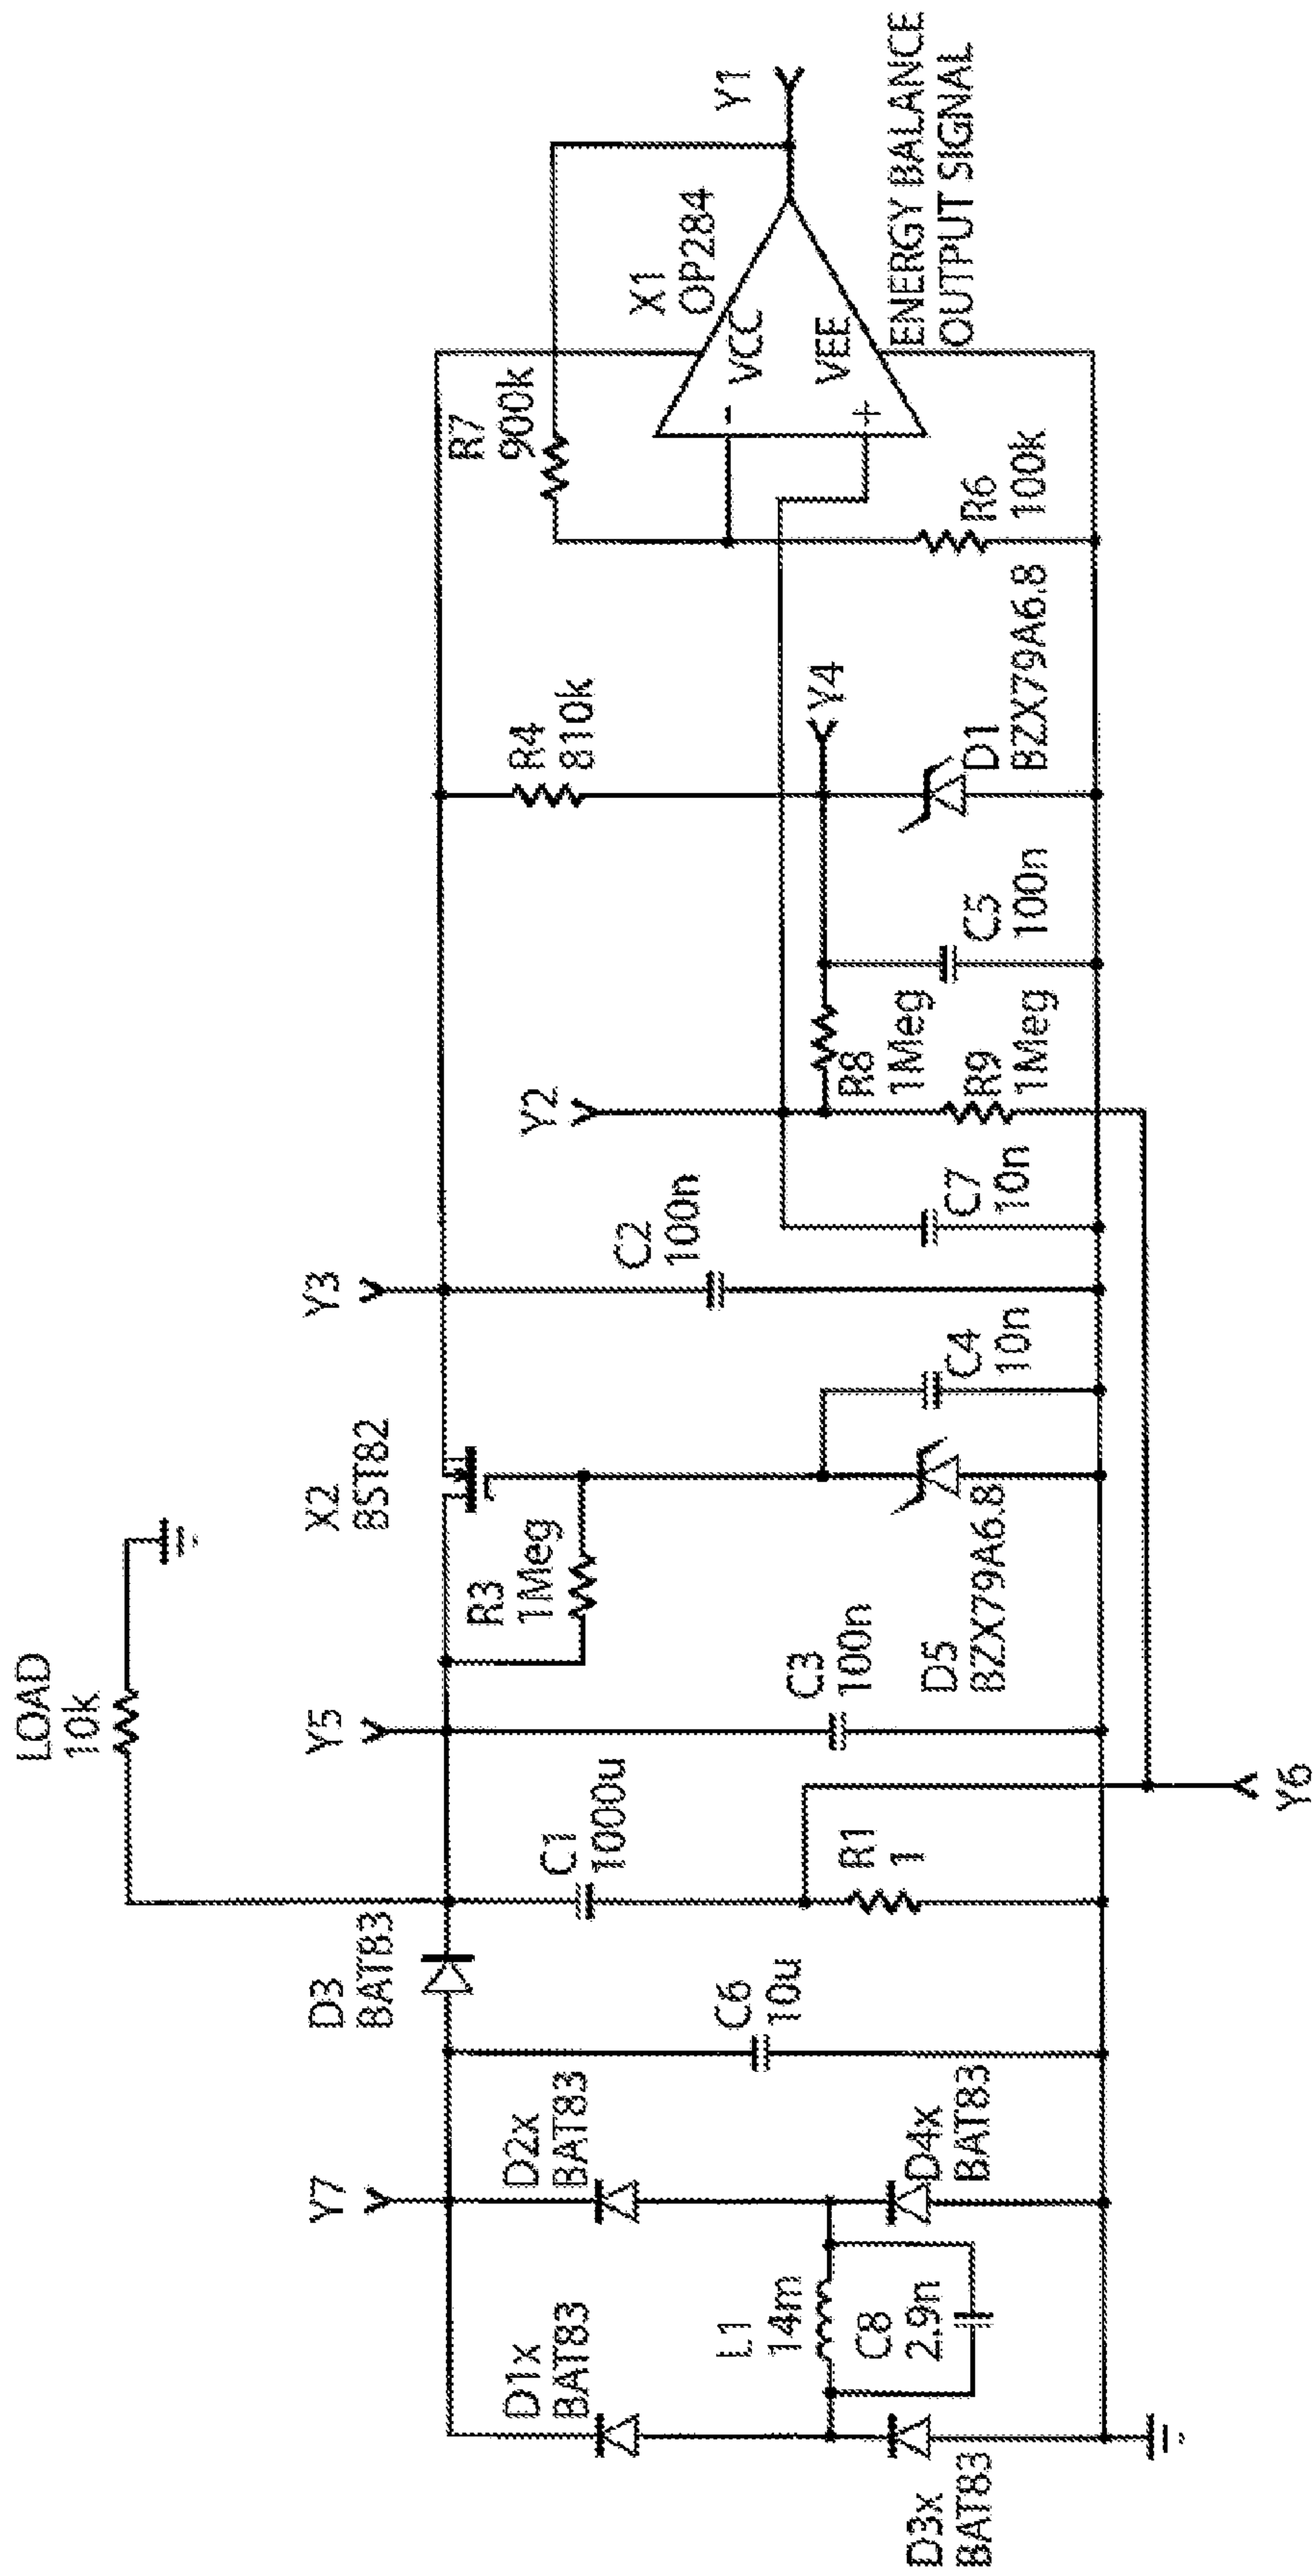 LOAD
10k
Y7
D3
BAT83
Y5
X2
BST82
Y3
D1x
BAT83
D2x
BAT83
C1
1000u
R3
1Meg
Y2
R4
810k
R7
900k
X1
OP284
Y1
L1
14m
C6
10u
C2
100n
VCC
-
VEE
+
C8
2.9n
R1
1
C3
100n
R8
1Meg
Y4
D3x
BAT83
D4x
BAT83
D5
BZX79A6.8
C4
10n
C7
10n
R9
1Meg
C5
100n
D1
BZX79A6.8
R6
100k
ENERGY BALANCE
OUTPUT SIGNAL
Y6